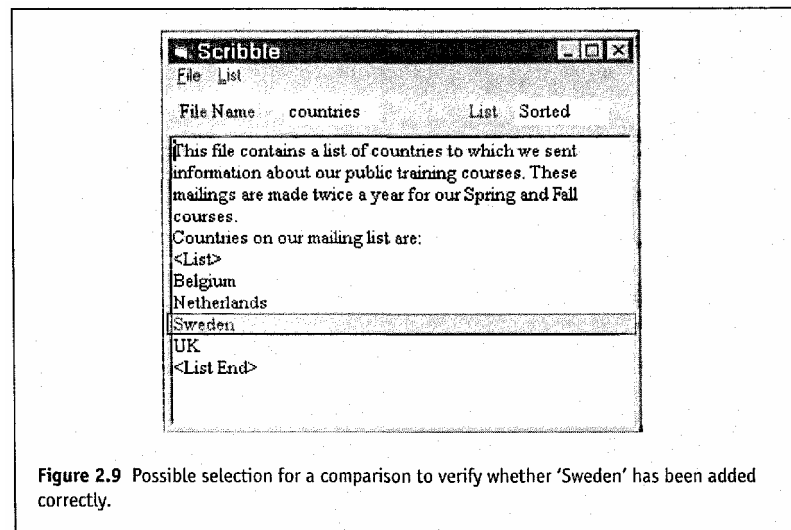 Scribble
File List
File Name countries List Sorted
This file contains a list of countries to which we sent
information about our public training courses. These
mailings are made twice a year for our Spring and Fall
courses.
Countries on our mailing list are:
<List>
Belgium
Netherlands
Sweden
UK
<List End>
Figure 2.9 Possible selection for a comparison to verify whether 'Sweden' has been added
correctly.